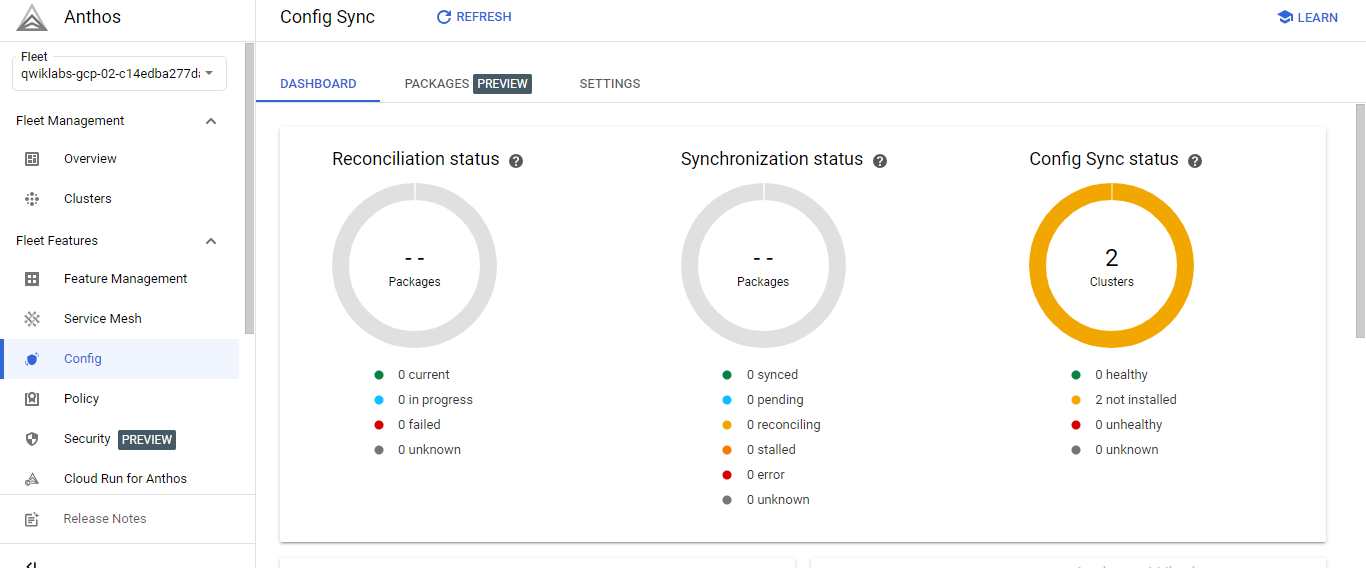 Anthos
Config Sync
REFRESH
LEARN
Fleet
qwiklabs-gcp-02-c14edba277d
Fleet Management
Overview
Clusters
Fleet Features
Feature Management
Service Mesh
Config
Policy
Security PREVIEW
Cloud Run for Anthos
Release Notes
DASHBOARD
PACKAGES PREVIEW
SETTINGS
Reconciliation status ?
- -
Packages
0 current
0 in progress
0 failed
0 unknown
Synchronization status ?
- -
Packages
0 synced
0 pending
0 reconciling
0 stalled
0 error
0 unknown
Config Sync status ?
2
Clusters
0 healthy
2 not installed
0 unhealthy
0 unknown